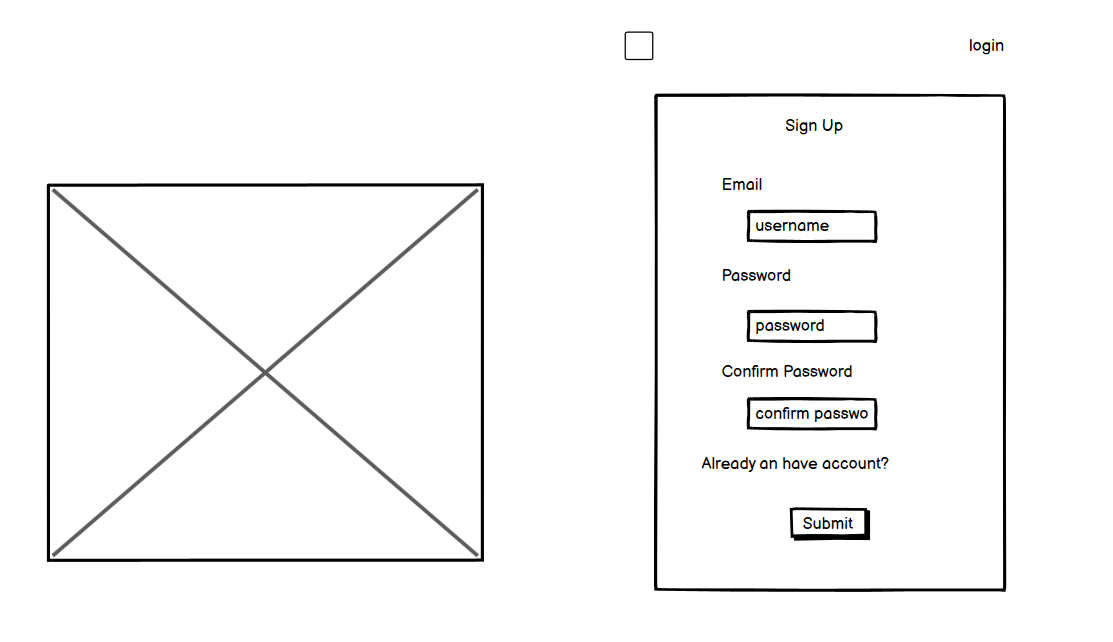 login
Sign Up
Email
username
Password
password
Confirm Password
confirm passwo
Already an have account?
Submit